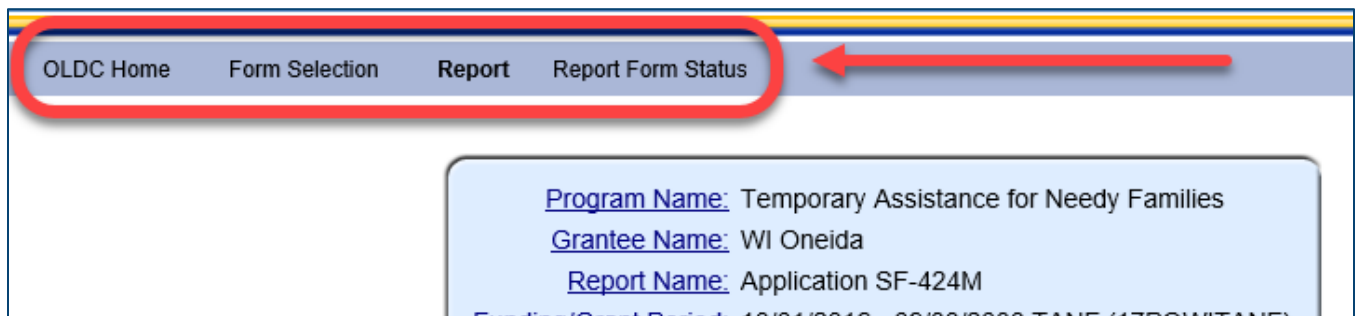 OLDC Home Form Selection Report Report Form Status
Program Name: Temporary Assistance for Needy Families
Grantee Name: WI Oneida
Report Name: Application SF-424M